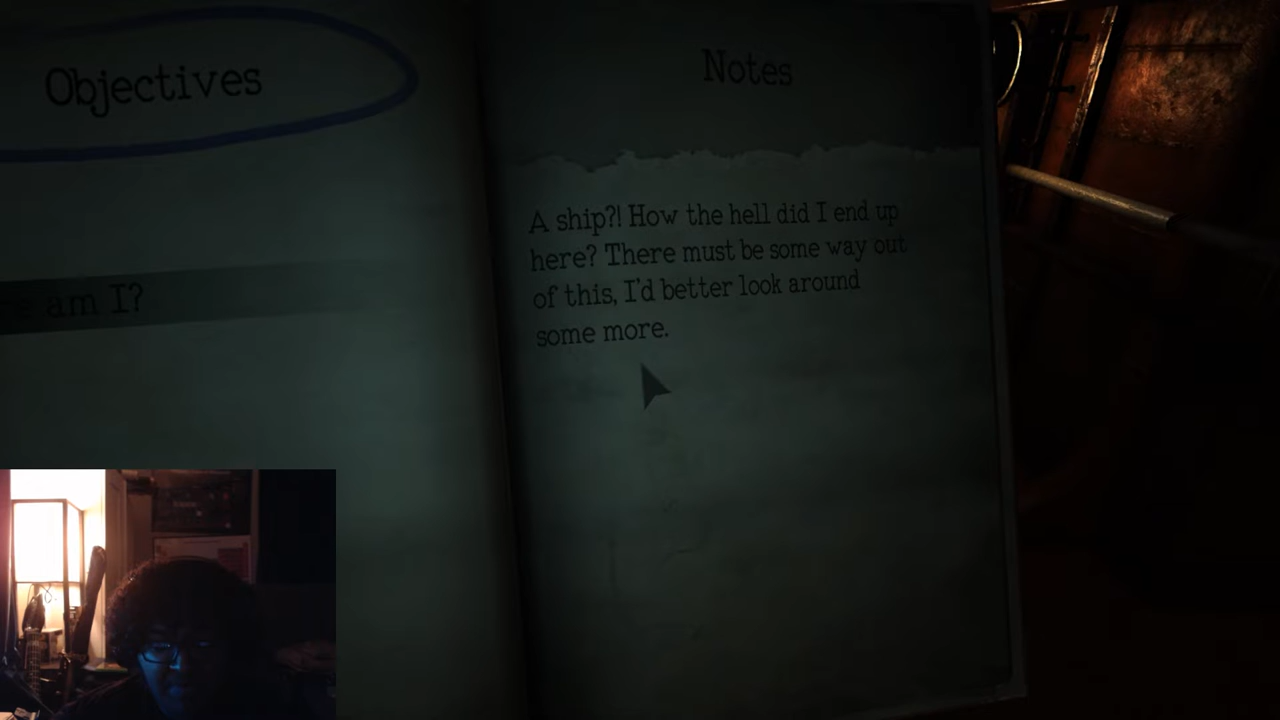 Objectives
am I?
Notes
A ship?! How the hell did I end up
here? There must be some way out
of this, I'd better look around
some more.